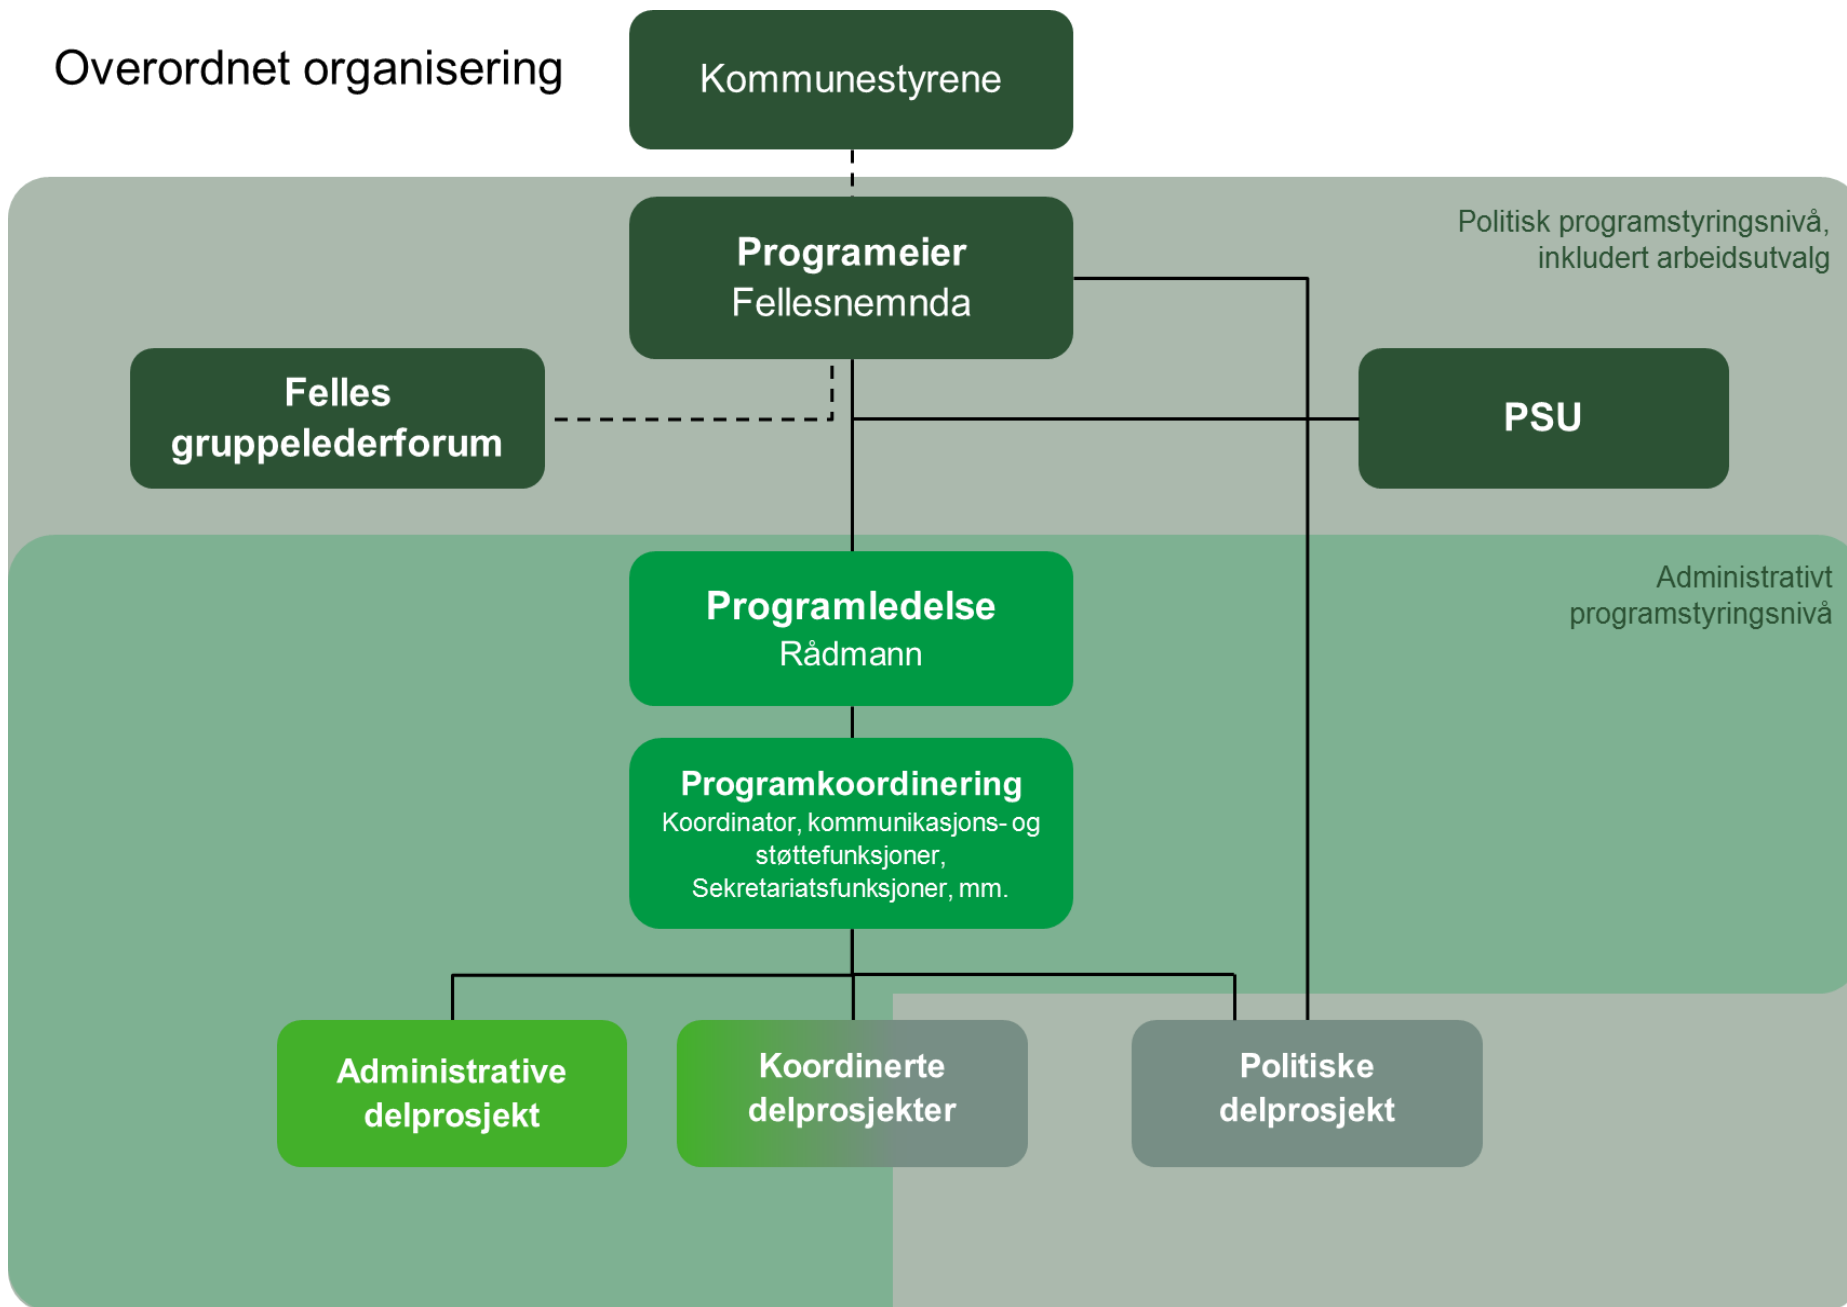 Overordnet organisering
Kommunestyrene
Politisk programstyringsnivå,
inkludert arbeidsutvalg
Programeier
Fellesnemnda
Felles
gruppelederforum
PSU
Administrativt
programstyringsnivå
Programledelse
Rådmann
Programkoordinering
Koordinator, kommunikasjons- og
støttefunksjoner,
Sekretariatsfunksjoner, mm.
Administrative
delprosjekt
Koordinerte
delprosjekter
Politiske
delprosjekt